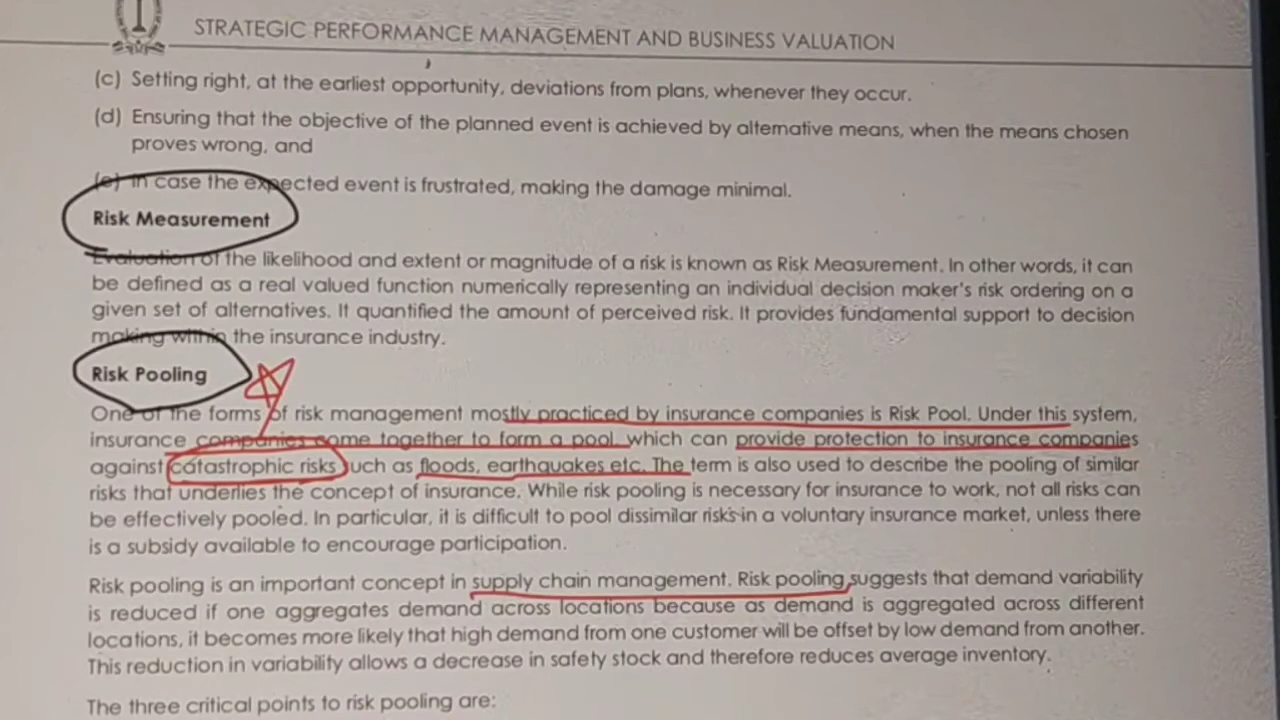 STRATEGIC PERFORMANCE MANAGEMENT AND BUSINESS VALUATION
(c) Setting right, at the earliest opportunity, deviations from plans, whenever they occur.
(d) Ensuring that the objective of the planned event is achieved by alternative means, when the means chosen
proves wrong, and
(e) In case the expected event is frustrated, making the damage minimal.
Risk Measurement
Evaluation of the likelihood and extent or magnitude of a risk is known as Risk Measurement. In other words, it can
be defined as a real valued function numerically representing an individual decision maker's risk ordering on a
given set of alternatives. It quantified the amount of perceived risk. It provides fundamental support to decision
making within the insurance industry.
Risk Pooling
One of the forms of risk management mostly practiced by insurance companies is Risk Pool. Under this system,
insurance companies come together to form a pool, which can provide protection to insurance companies
against catastrophic risks such as floods, earthquakes etc. The term is also used to describe the pooling of similar
risks that underlies the concept of insurance. While risk pooling is necessary for insurance to work, not all risks can
be effectively pooled. In particular, it is difficult to pool dissimilar risks in a voluntary insurance market, unless there
is a subsidy available to encourage participation.
Risk pooling is an important concept in supply chain management. Risk pooling suggests that demand variability
is reduced if one aggregates demand across locations because as demand is aggregated across different
locations, it becomes more likely that high demand from one customer will be offset by low demand from another.
This reduction in variability allows a decrease in safety stock and therefore reduces average inventory.
The three critical points to risk pooling are: